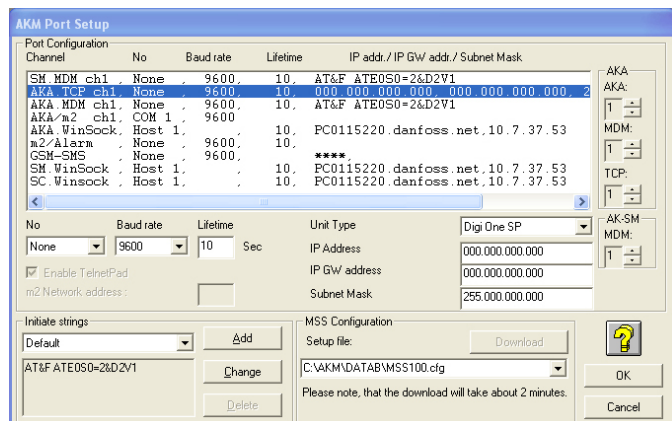 AKM Port Setup
Port Configuration
Channel No Baud rate Lifetime IP addr./ IP GW addr./ Subnet Mask
SM.MDM ch1 , None , 9600, 10, AT&F ATE0S0=2&D2V1
AKA.TCP ch1, None , 9600, 10, 000.000.000.000, 000.000.000.000, 2
AKA.MDM ch1, None , 9600, 10, AT&F ATE0S0=2&D2V1
AKA/m2 ch1, COM 1 , 9600
AKA.WinSock, Host 1, , 10, PC0115220.danfoss.net,10.7.37.53
m2/Alarm , None , 9600, 10,
GSM-SMS , None , 9600, ****,
SM.WinSock , Host 1, , 10, PC0115220.danfoss.net,10.7.37.53
SC.Winsock , Host 1, , 10, PC0115220.danfoss.net,10.7.37.53
AKA
AKA:
1
MDM:
1
TCP:
1
AK-SM
MDM:
1
No Baud rate Lifetime
None 9600 10 Sec
Enable TelnetPad
m2 Network address :
Unit Type Digi One SP
IP Address 000.000.000.000
IP GW address 000.000.000.000
Subnet Mask 255.000.000.000
Initiate strings
Default
AT&F ATE0S0=2&D2V1
Add
Change
Delete
MSS Configuration
Setup file: Download
C:\AKM\DATAB\MSS100.cfg
Please note, that the download will take about 2 minutes.
OK
Cancel